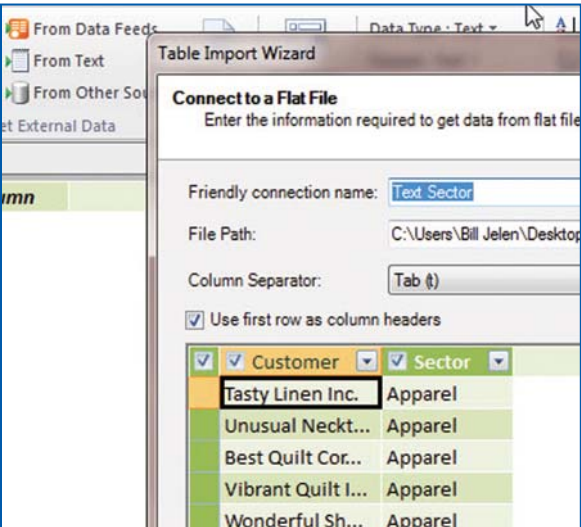 From Data Feeds
Data Type : Text
From Text
From Other Sou
et External Data
umn
Table Import Wizard
Connect to a Flat File
Enter the information required to get data from flat file
Friendly connection name: Text Sector
File Path: C:\Users\Bill Jelen\Desktop
Column Separator: Tab (t)
Use first row as column headers
Customer Sector
Tasty Linen Inc. Apparel
Unusual Neckt... Apparel
Best Quilt Cor... Apparel
Vibrant Quilt I... Apparel
Wonderful Sh... Apparel